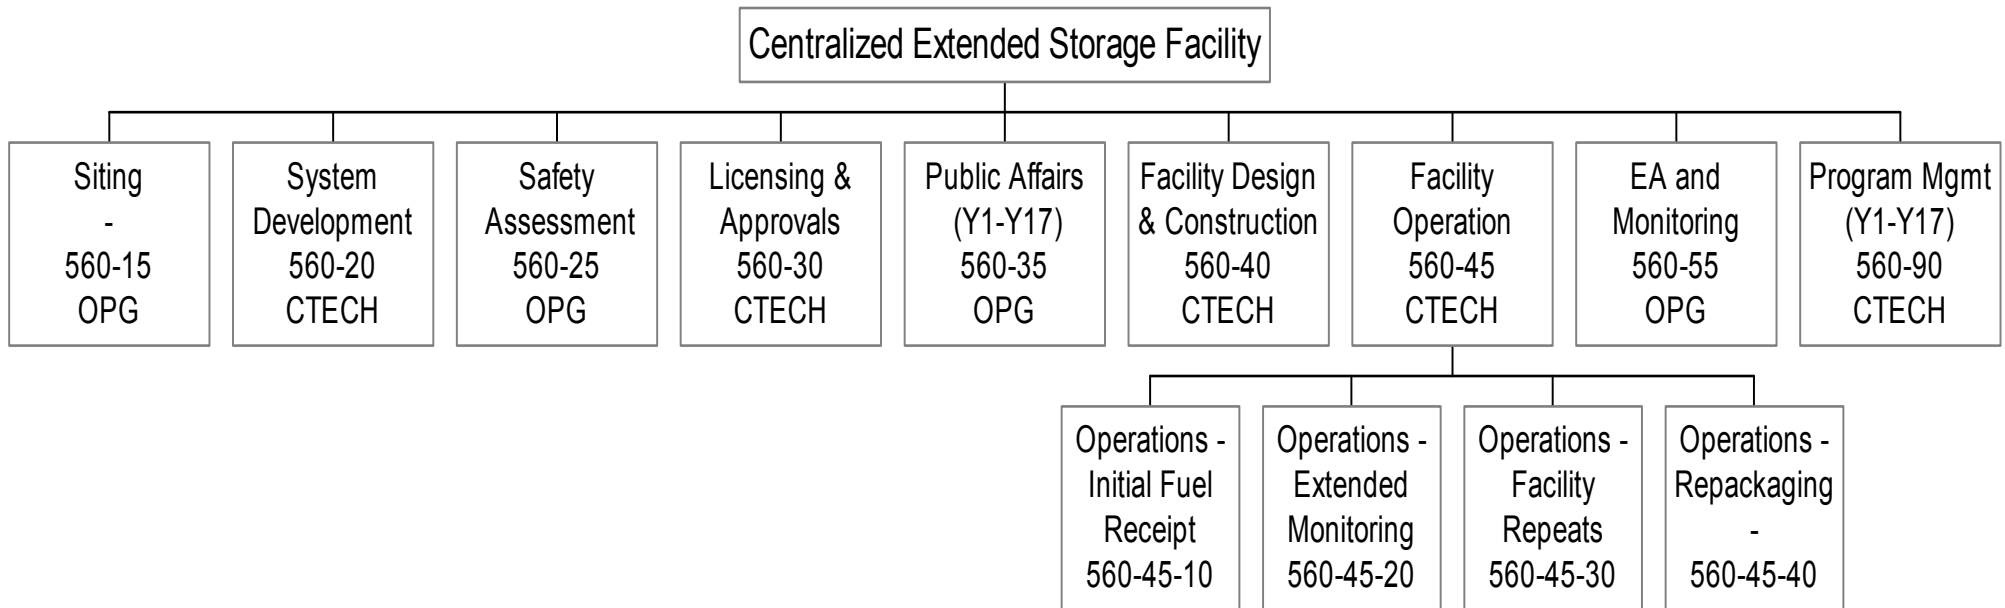 Centralized Extended Storage Facility
Siting
-
560-15
OPG
System
Development
560-20
CTECH
Safety
Assessment
560-25
OPG
Licensing &
Approvals
560-30
CTECH
Public Affairs
(Y1-Y17)
560-35
OPG
Facility Design
& Construction
560-40
CTECH
Facility
Operation
560-45
CTECH
EA and
Monitoring
560-55
OPG
Program Mgmt
(Y1-Y17)
560-90
CTECH
Operations -
Initial Fuel
Receipt
560-45-10
Operations -
Extended
Monitoring
560-45-20
Operations -
Facility
Repeats
560-45-30
Operations -
Repackaging
-
560-45-40